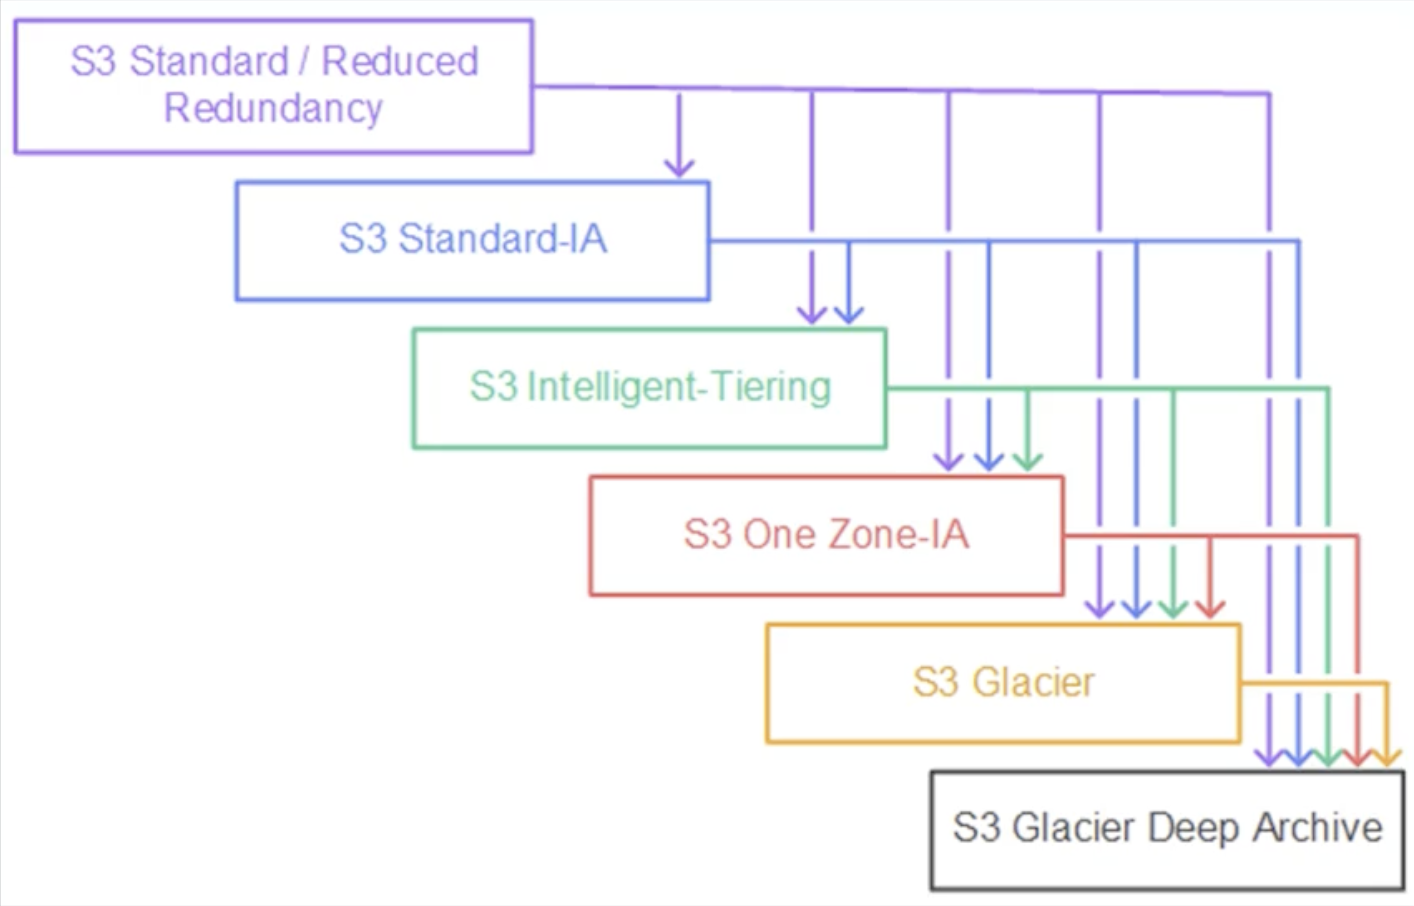 S3 Standard / Reduced
Redundancy
S3 Standard-IA
S3 Intelligent-Tiering
S3 One Zone-IA
S3 Glacier
S3 Glacier Deep Archive